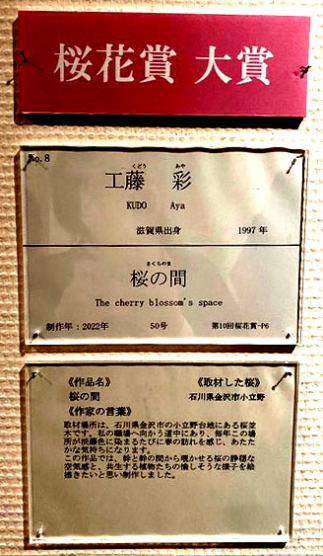 桜花賞 大賞
No.8
くどう あや
工藤 彩
KUDO Aya
滋賀県出身 1997 年
さくらのま
桜の間
The cherry blossom's space
制作年：2022年 50号 第10回桜花賞-P6
《作品名》 《取材した桜》
桜の間 石川県金沢市小立野
《作家の言葉》
取材場所は、石川県金沢市の小立野台地にある桜並
木です。私の職場へ向かう道中にあり、毎年この場
所が桃藤色に染まるたびに春の訪れを感じ、あたた
かな気持ちになります。
この作品では、幹と幹の間から覗かせる桜の静穏な
空気感と、共生する植物たちの愉しそうな様子を絵
描きたいと思い制作しました。